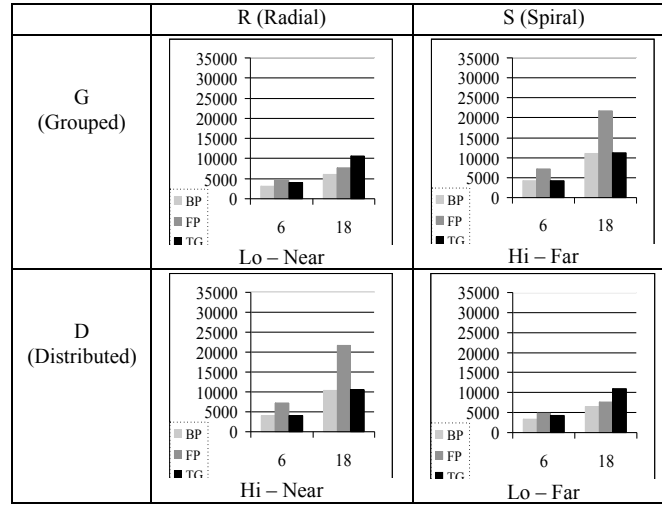 R (Radial)
S (Spiral)
G
(Grouped)
35000
30000
25000
20000
15000
10000
5000
0
BP
FP
TG
6 18
Lo – Near
35000
30000
25000
20000
15000
10000
5000
0
BP
FP
TG
6 18
Hi – Far
D
(Distributed)
35000
30000
25000
20000
15000
10000
5000
0
BP
FP
TG
6 18
Hi – Near
35000
30000
25000
20000
15000
10000
5000
0
BP
FP
TG
6 18
Lo – Far